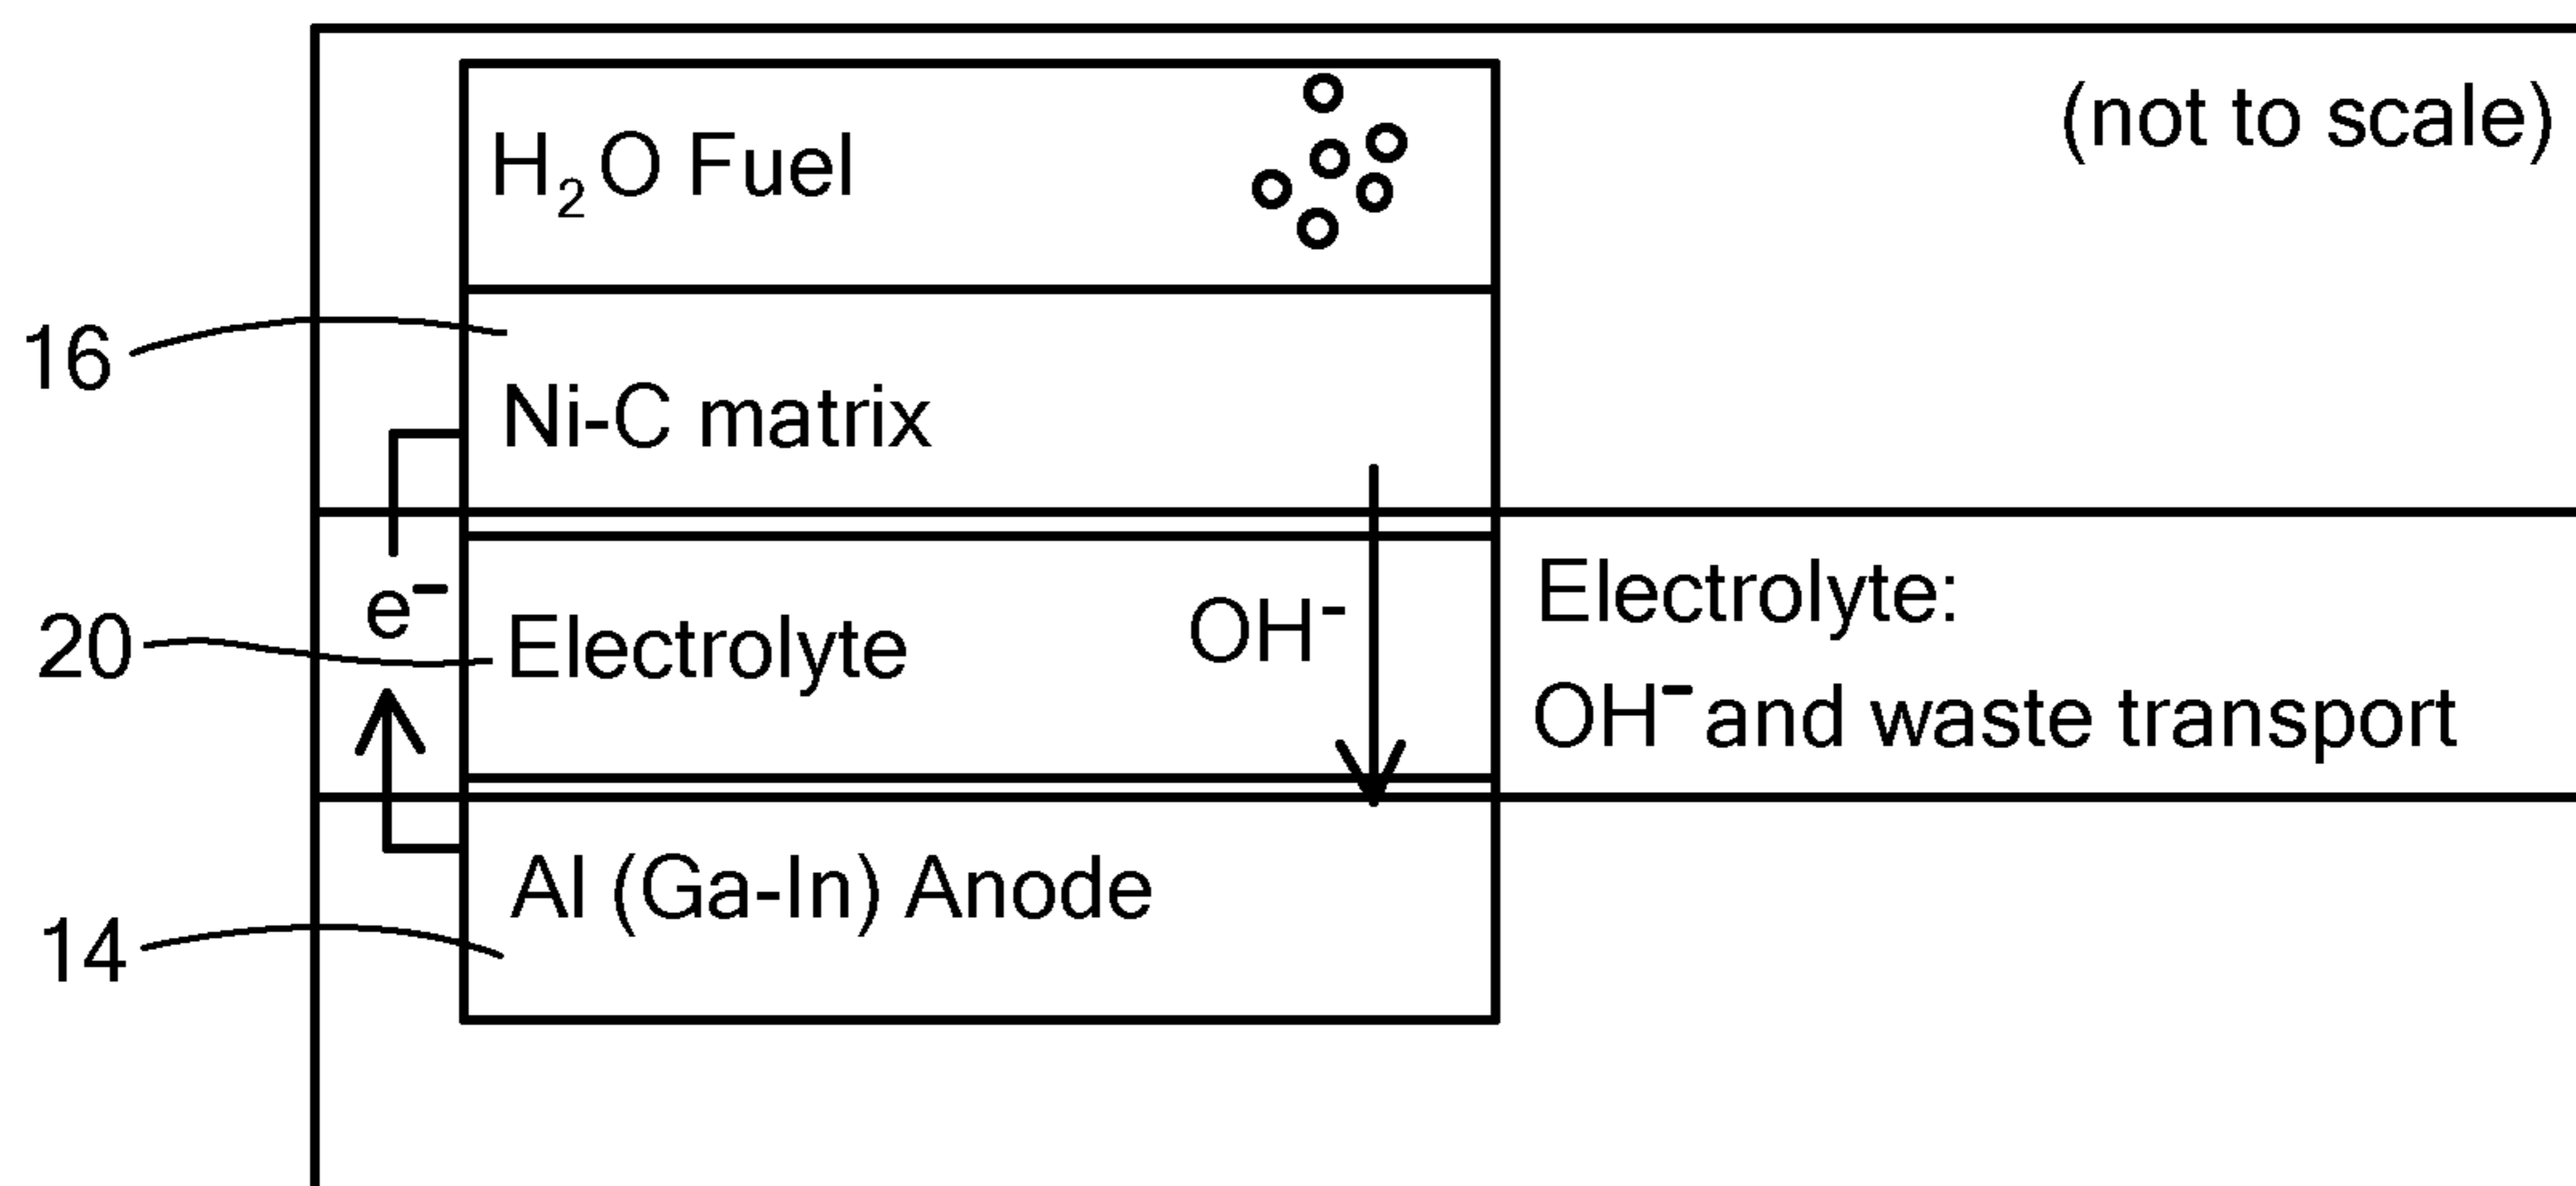 (not to scale)
H₂O Fuel
16
Ni-C matrix
e⁻
20
Electrolyte
OH⁻
Electrolyte:
OH⁻ and waste transport
14
Al (Ga-In) Anode